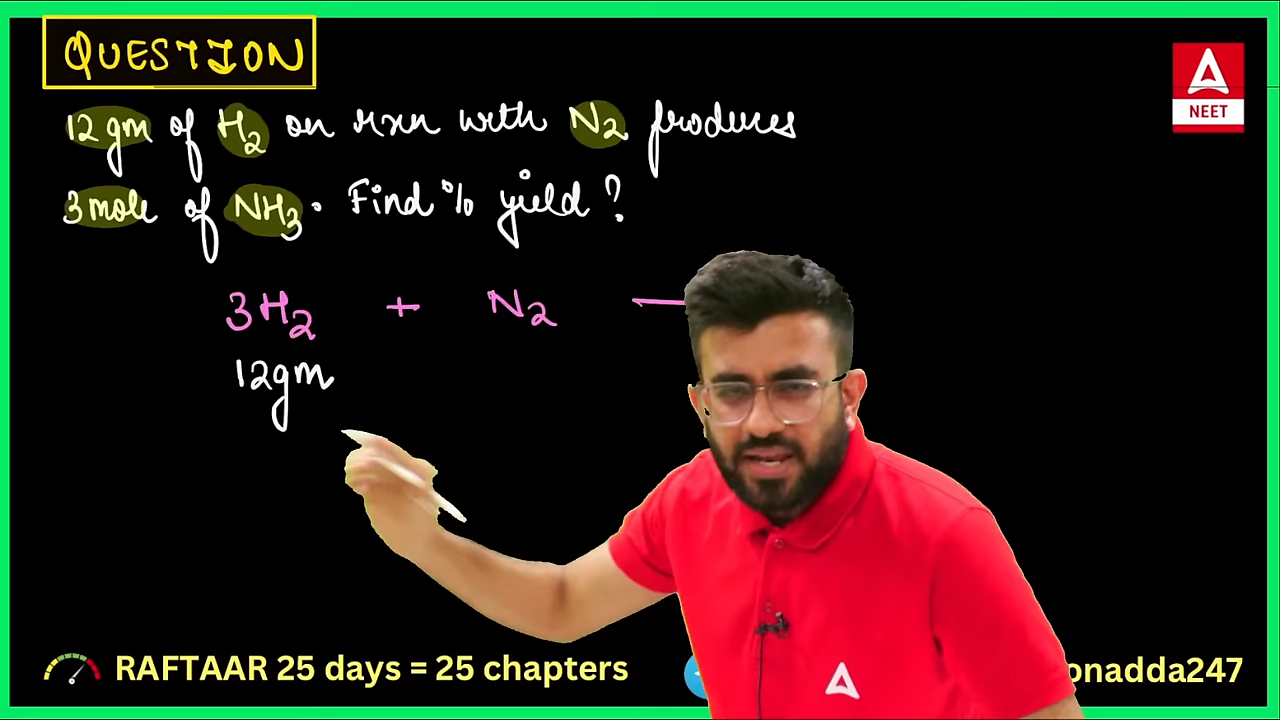 QUESTION
NEET
12 gm of H2 on rxn with N2 produces
3 mole of NH3. Find % yield ?
3H2 + N2
12gm
RAFTAAR 25 days = 25 chapters
onadda247